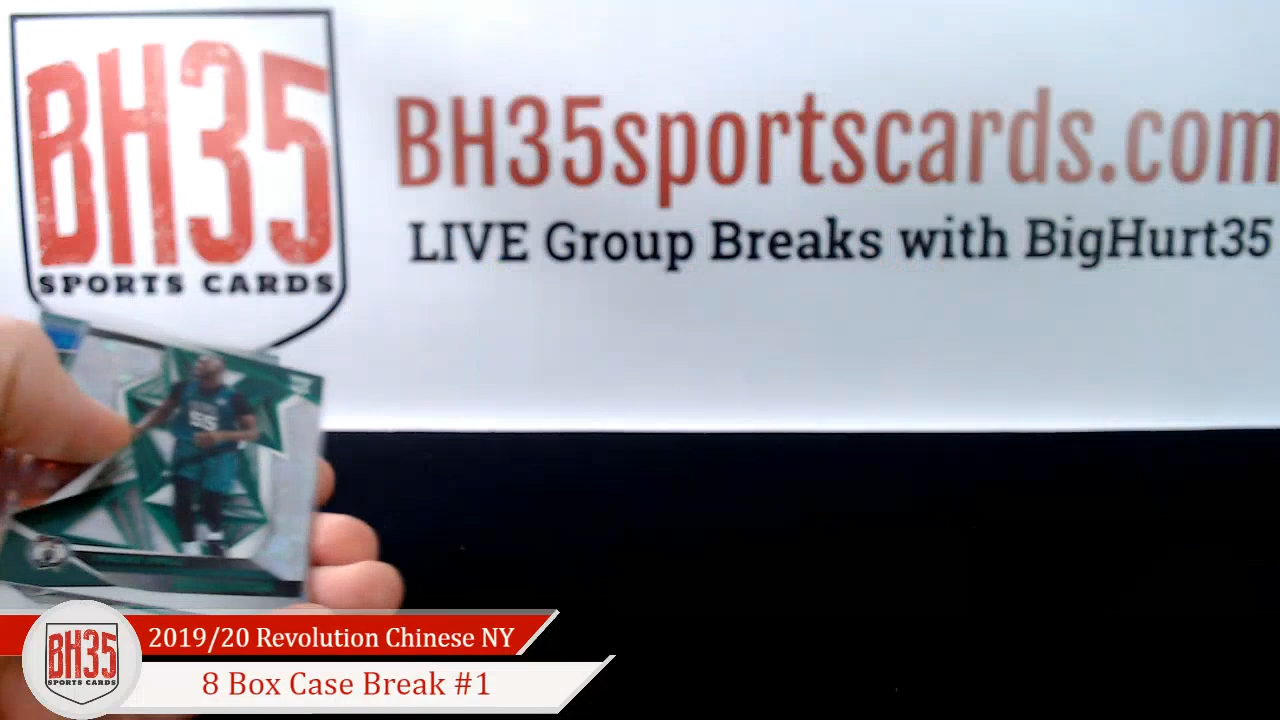 BH35
SPORTS CARDS
BH35sportscards.com
LIVE Group Breaks with BigHurt35
55
2019/20 Revolution Chinese NY
8 Box Case Break #1
BH35
SPORTS CARDS